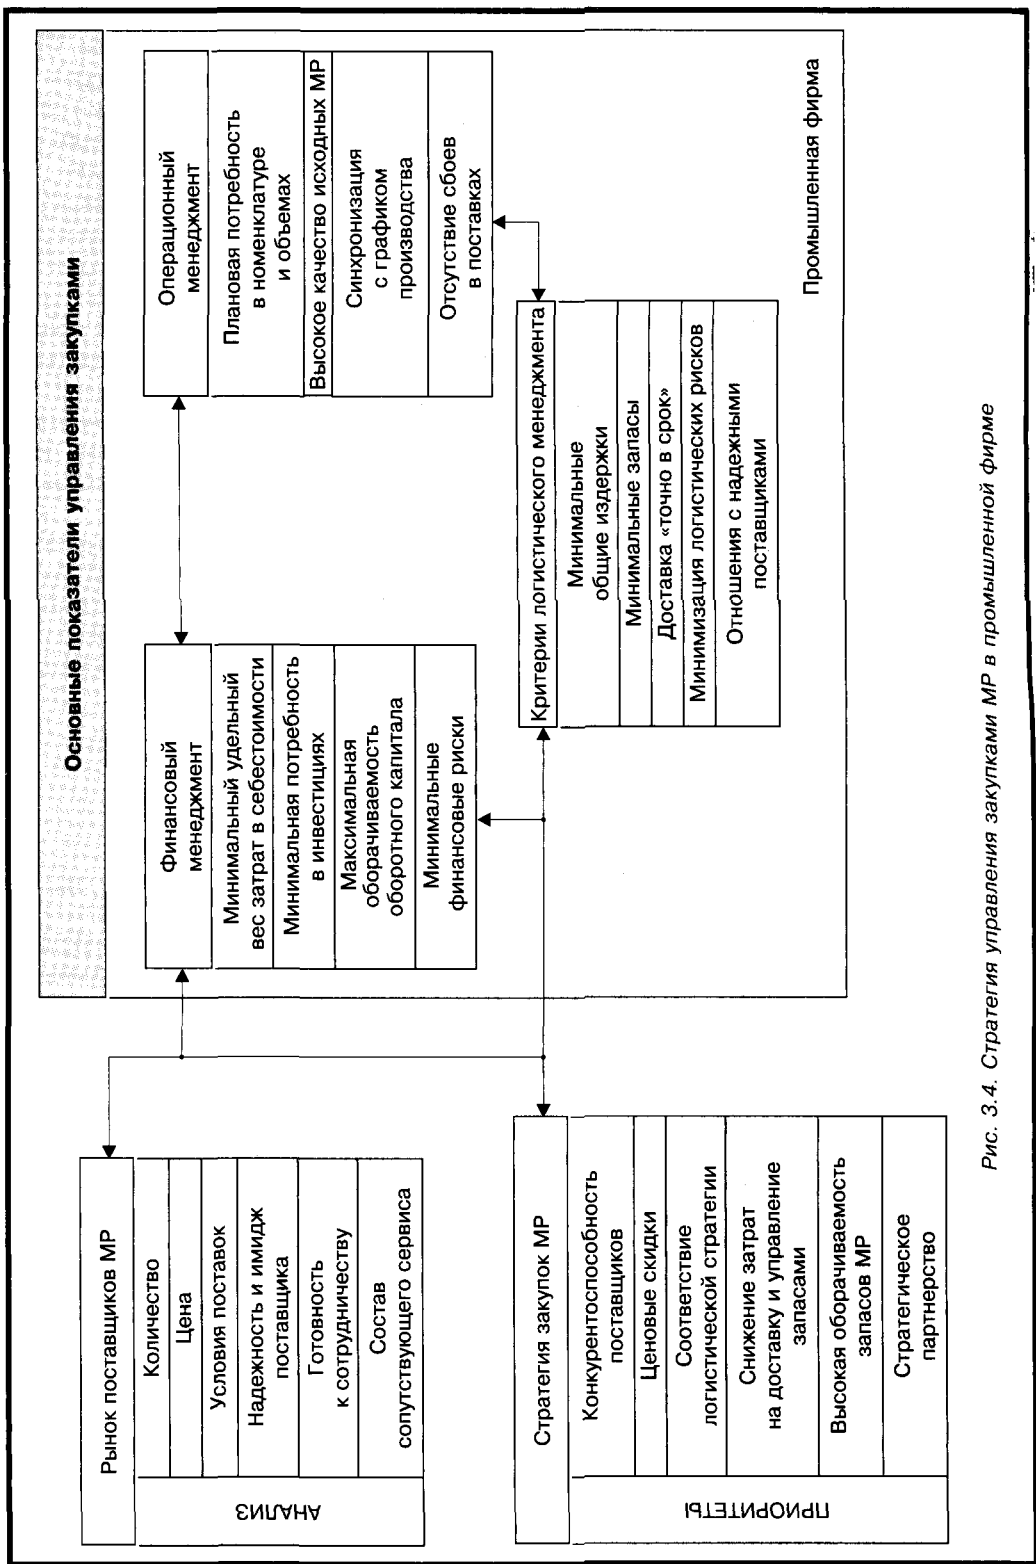 Основные показатели управления закупками
Рынок поставщиков МР
АНАЛИЗ
Количество
Цена
Условия поставок
Надежность и имидж
поставщика
Готовность
к сотрудничеству
Состав
сопутствующего сервиса
Финансовый
менеджмент
Минимальный удельный
вес затрат в себестоимости
Минимальная потребность
в инвестициях
Максимальная
оборачиваемость
оборотного капитала
Минимальные
финансовые риски
Операционный
менеджмент
Плановая потребность
в номенклатуре
и объемах
Высокое качество исходных МР
Синхронизация
с графиком
производства
Отсутствие сбоев
в поставках
Стратегия закупок МР
ПРИОРИТЕТЫ
Конкурентоспособность
поставщиков
Ценовые скидки
Соответствие
логистической стратегии
Снижение затрат
на доставку и управление
запасами
Высокая оборачиваемость
запасов МР
Стратегическое
партнерство
Критерии логистического менеджмента
Минимальные
общие издержки
Минимальные запасы
Доставка «точно в срок»
Минимизация логистических рисков
Отношения с надежными
поставщиками
Промышленная фирма
Рис. 3.4. Стратегия управления закупками МР в промышленной фирме